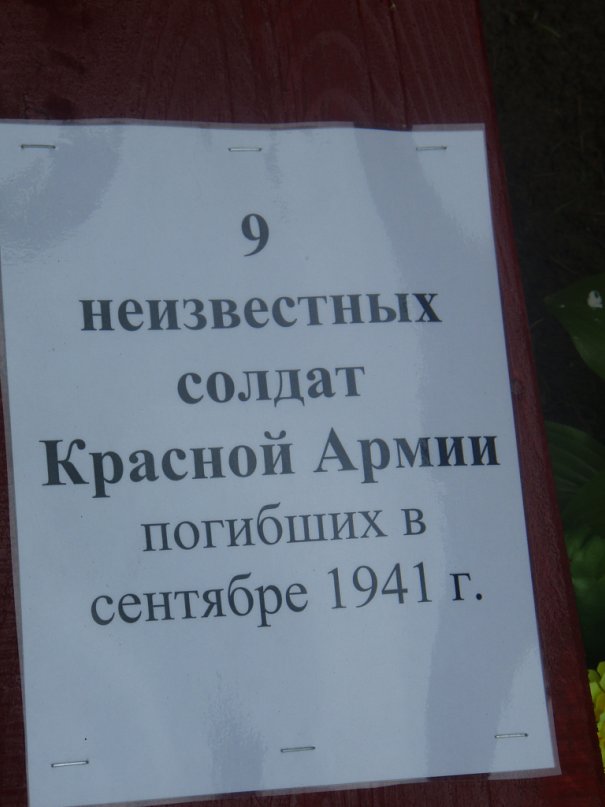 9
неизвестных
солдат
Красной Армии
погибших в
сентябре 1941 г.